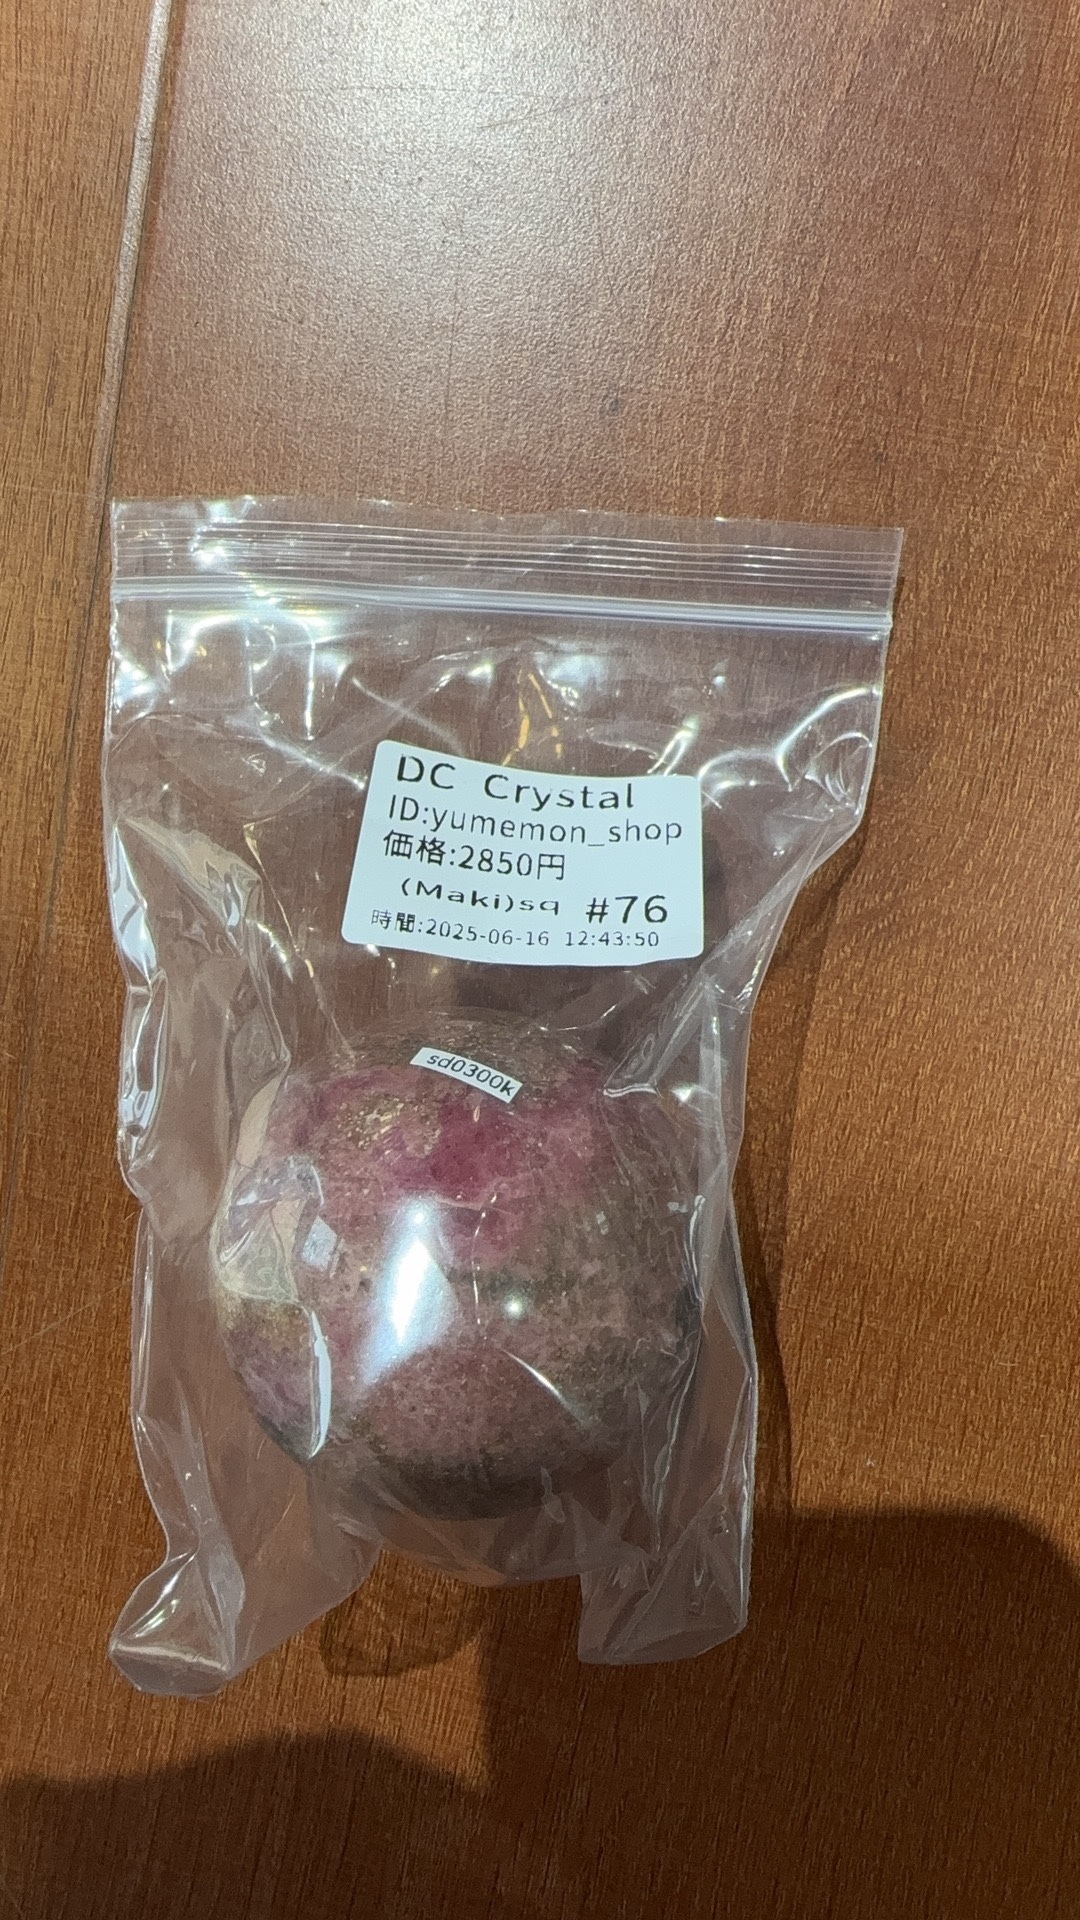 DC Crystal
ID:yumemon_shop
価格:2850円
(Maki)sq #76
時間:2025-06-16 12:43:50
sd0300k